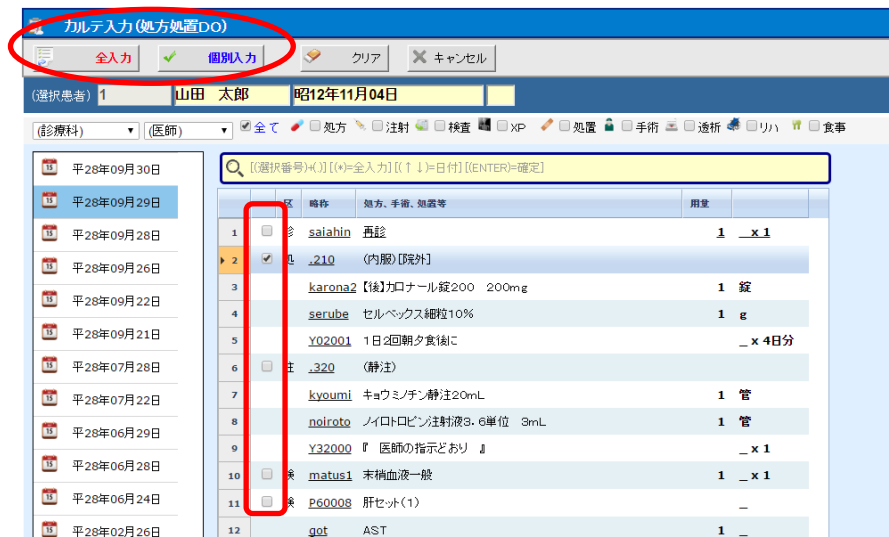 カルテ入力(処方処置DO)
全入力 個別入力 クリア キャンセル
(選択患者) 1 山田 太郎 昭12年11月04日
(診療科) (医師) 全て 処方 注射 検査 XP 処置 手術 透析 リハ 食事
[(選択番号)+()] [(*)=全入力] [(↑↓)=日付] [(ENTER)=確定]
平28年09月30日
平28年09月29日
平28年09月28日
平28年09月26日
平28年09月22日
平28年09月21日
平28年07月28日
平28年07月22日
平28年06月29日
平28年06月28日
平28年06月24日
平28年02月26日
区 略称 処方、手術、処置等 用量
1 診 saiahin 再診 1 _x 1
2 処 .210 (内服)[院外]
3 karona2 【後】カロナール錠200 200mg 1 錠
4 serube セルベックス細粒10% 1 g
5 Y02001 1日2回朝夕食後に _ x 4日分
6 注 .320 (静注)
7 kyoumi キョウミノチン静注20mL 1 管
8 noiroto ノイロトロピン注射液3.6単位 3mL 1 管
9 Y32000 『 医師の指示どおり 』 _ x 1
10 検 matus1 末梢血液一般 1 _ x 1
11 検 P60008 肝セット(1) _
12 got AST 1 _